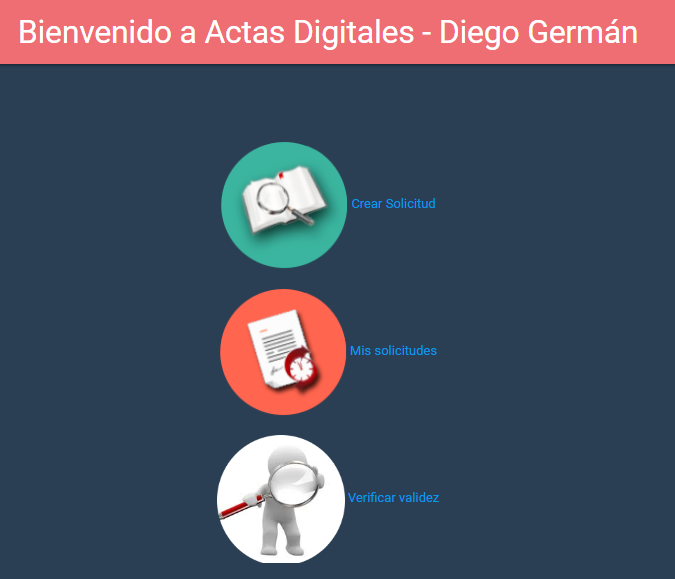 Bienvenido a Actas Digitales - Diego Germán
Crear Solicitud
Mis solicitudes
Verificar validez